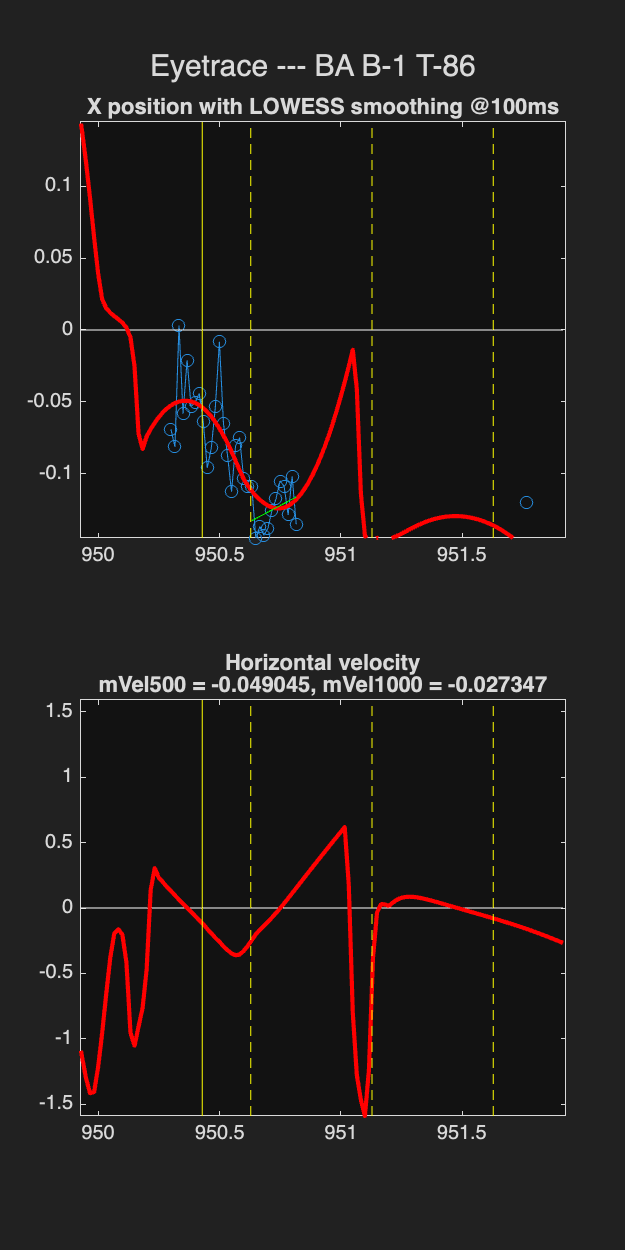 Eyetrace --- BA B-1 T-86
X position with LOWESS smoothing @100ms
0.1
0.05
0
-0.05
-0.1
950 950.5 951 951.5
Horizontal velocity
mVel500 = -0.049045, mVel1000 = -0.027347
1.5
1
0.5
0
-0.5
-1
-1.5
950 950.5 951 951.5